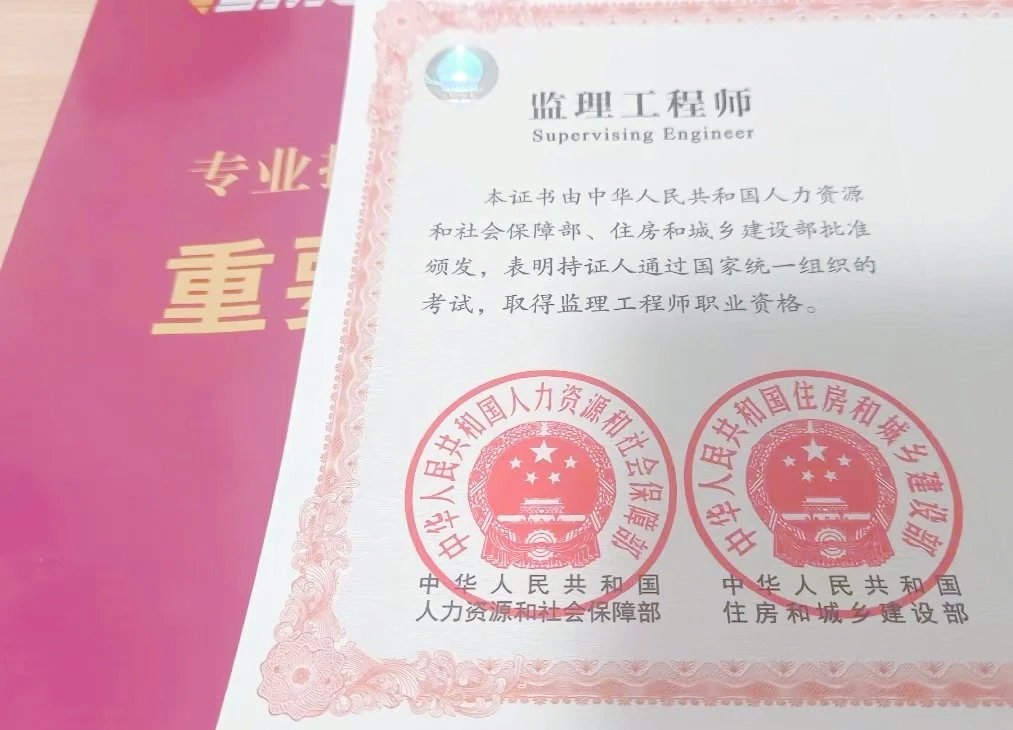 专业技
重要
监理工程师
Supervising Engineer
本证书由中华人民共和国人力资源
和社会保障部、住房和城乡建设部批准
颁发，表明持证人通过国家统一组织的
考试，取得监理工程师职业资格。
中华人民共和国人力资源和社会保障部
中华人民共和国住房和城乡建设部
中华人民共和国
人力资源和社会保障部
中华人民共和国
住房和城乡建设部